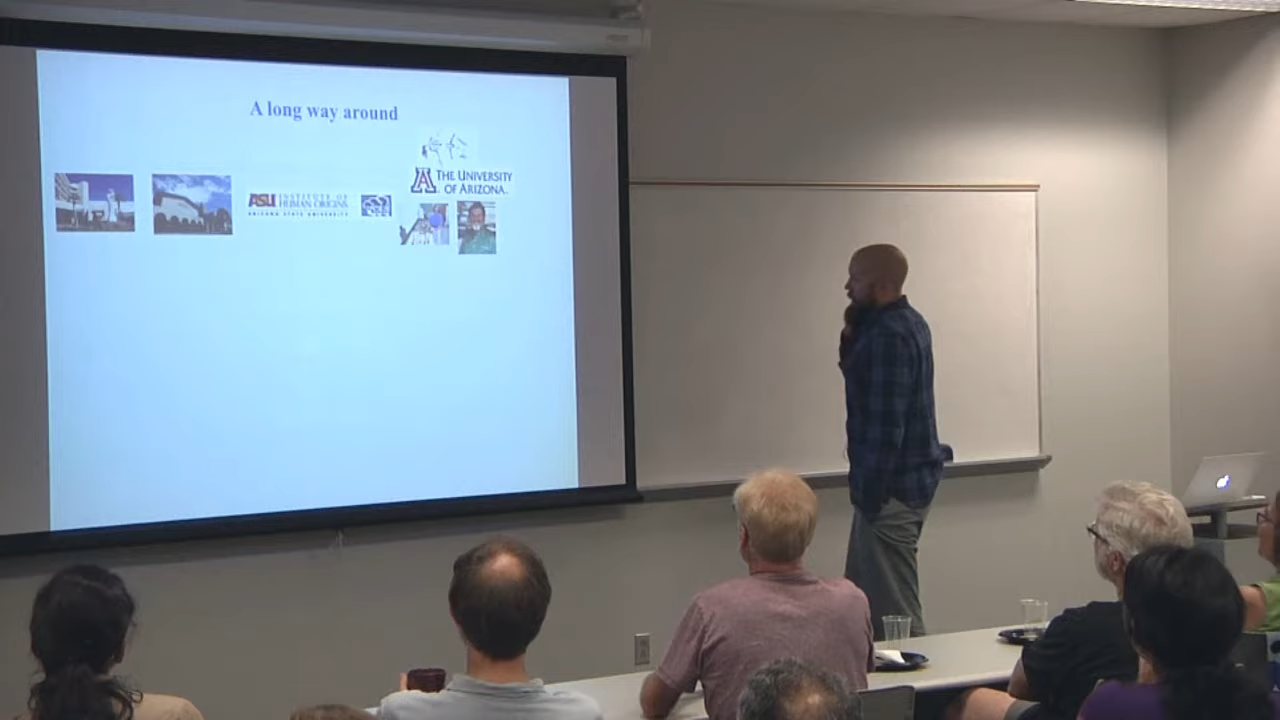 A long way around
THE UNIVERSITY
OF ARIZONA
ASU INSTITUTE OF
HUMAN ORIGINS
ARIZONA STATE UNIVERSITY